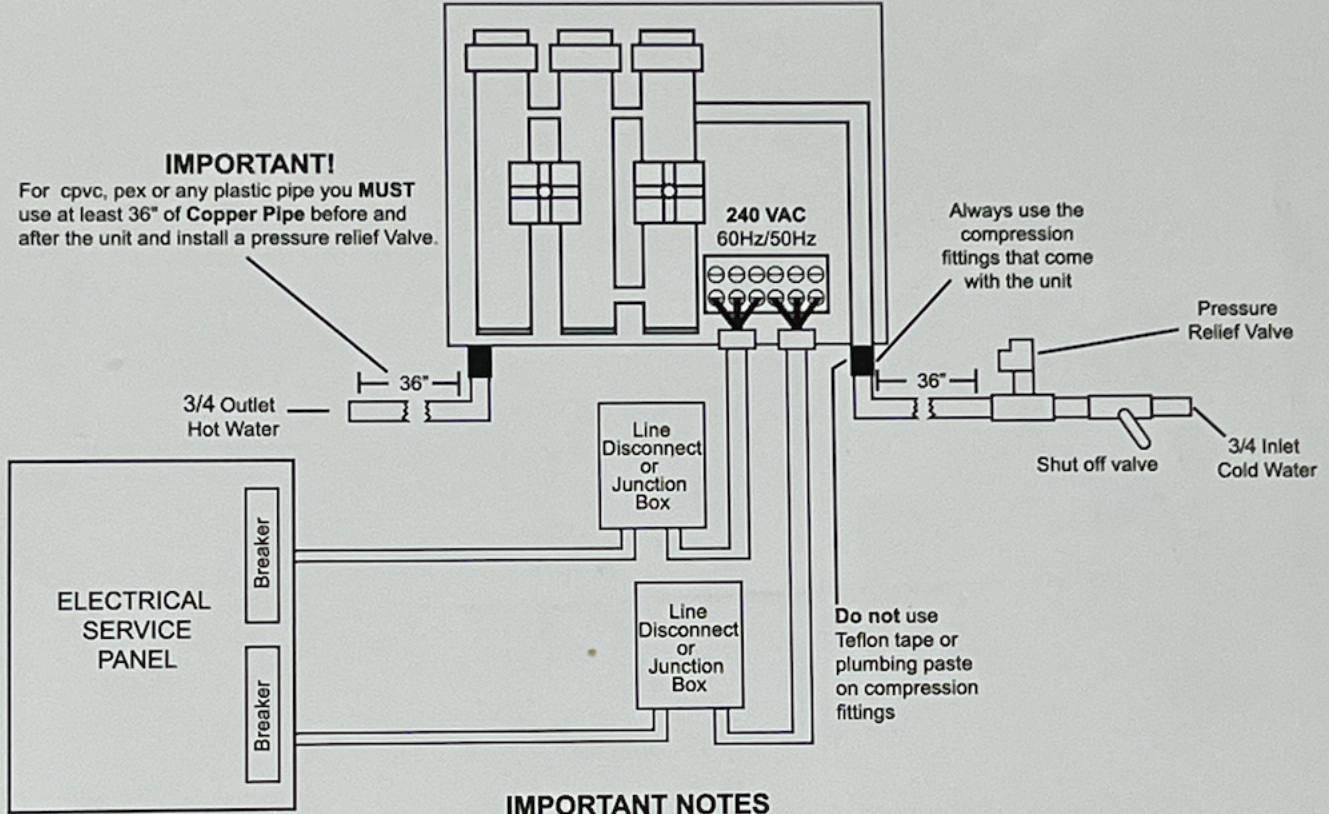 IMPORTANT!
For cpvc, pex or any plastic pipe you MUST
use at least 36" of Copper Pipe before and
after the unit and install a pressure relief Valve.
240 VAC
60Hz/50Hz
Always use the
compression
fittings that come
with the unit
Pressure
Relief Valve
36"
3/4 Outlet
Hot Water
36"
Shut off valve
3/4 Inlet
Cold Water
Line
Disconnect
or
Junction
Box
ELECTRICAL
SERVICE
PANEL
Breaker
Breaker
Line
Disconnect
or
Junction
Box
Do not use
Teflon tape or
plumbing paste
on compression
fittings
IMPORTANT NOTES